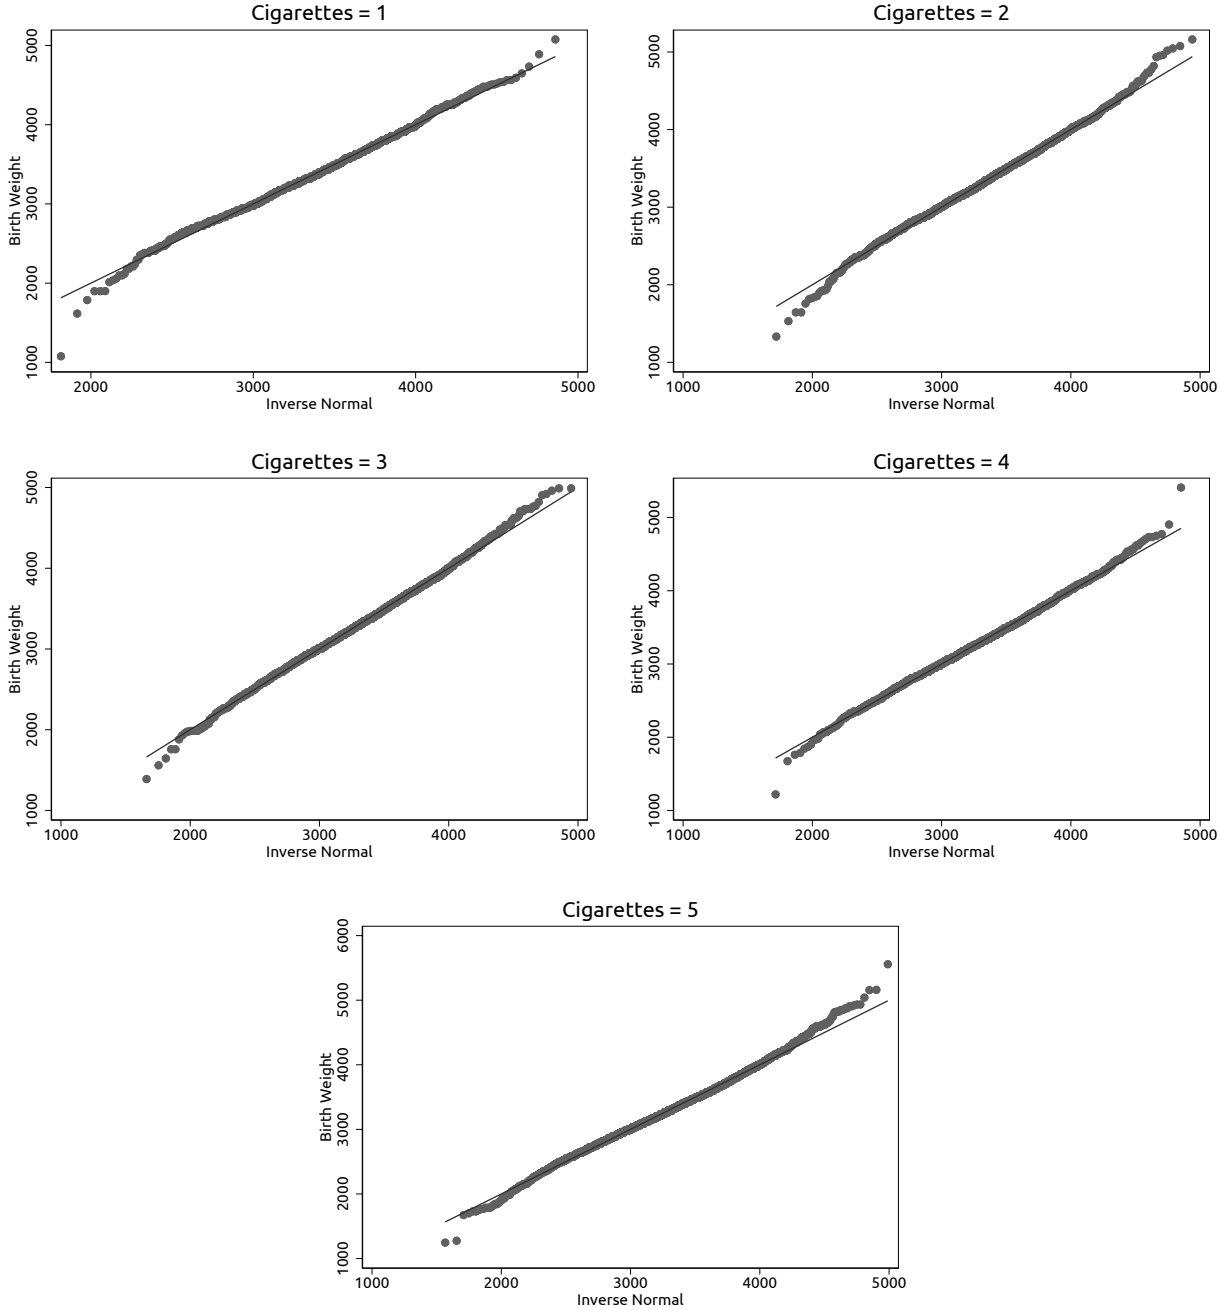 Cigarettes = 1
Birth Weight
5000
4000
3000
2000
1000
2000 3000 4000 5000
Inverse Normal
Cigarettes = 2
Birth Weight
5000
4000
3000
2000
1000
1000 2000 3000 4000 5000
Inverse Normal
Cigarettes = 3
Birth Weight
5000
4000
3000
2000
1000
1000 2000 3000 4000 5000
Inverse Normal
Cigarettes = 4
Birth Weight
5000
4000
3000
2000
1000
1000 2000 3000 4000 5000
Inverse Normal
Cigarettes = 5
Birth Weight
6000
5000
4000
3000
2000
1000
1000 2000 3000 4000 5000
Inverse Normal